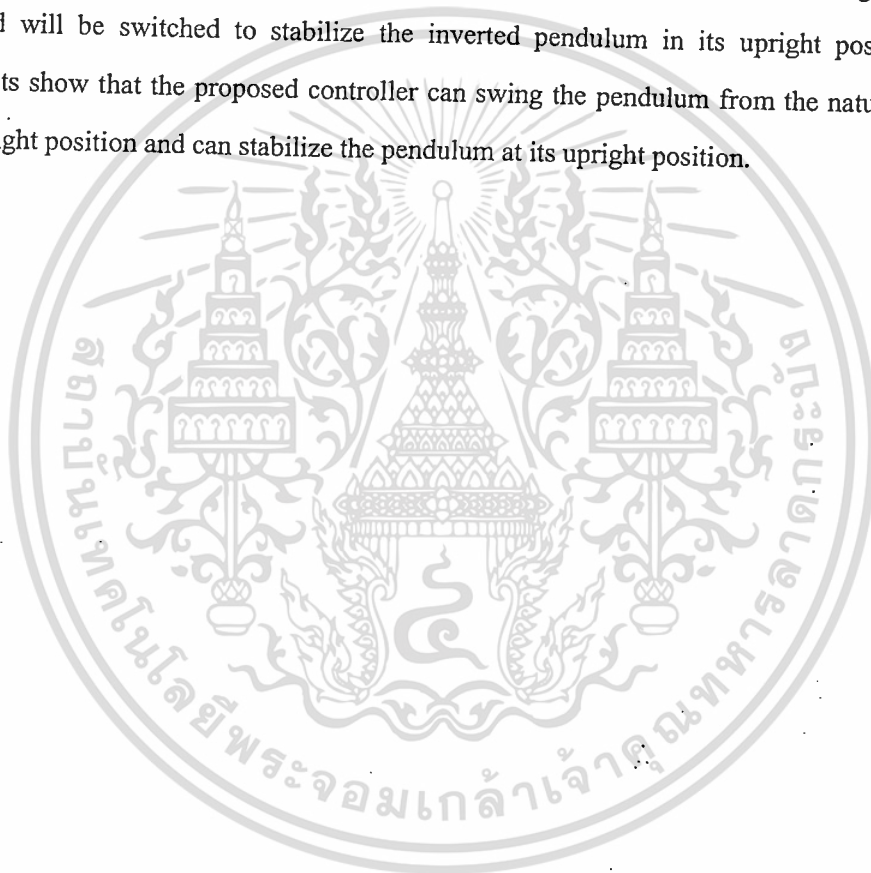 will be switched to stabilize the inverted pendulum in its upright pos
ts show that the proposed controller can swing the pendulum from the natu
ght position and can stabilize the pendulum at its upright position.
สถาบันเทคโนโลยีพระจอมเกล้าเจ้าคุณทหารลาดกระบัง